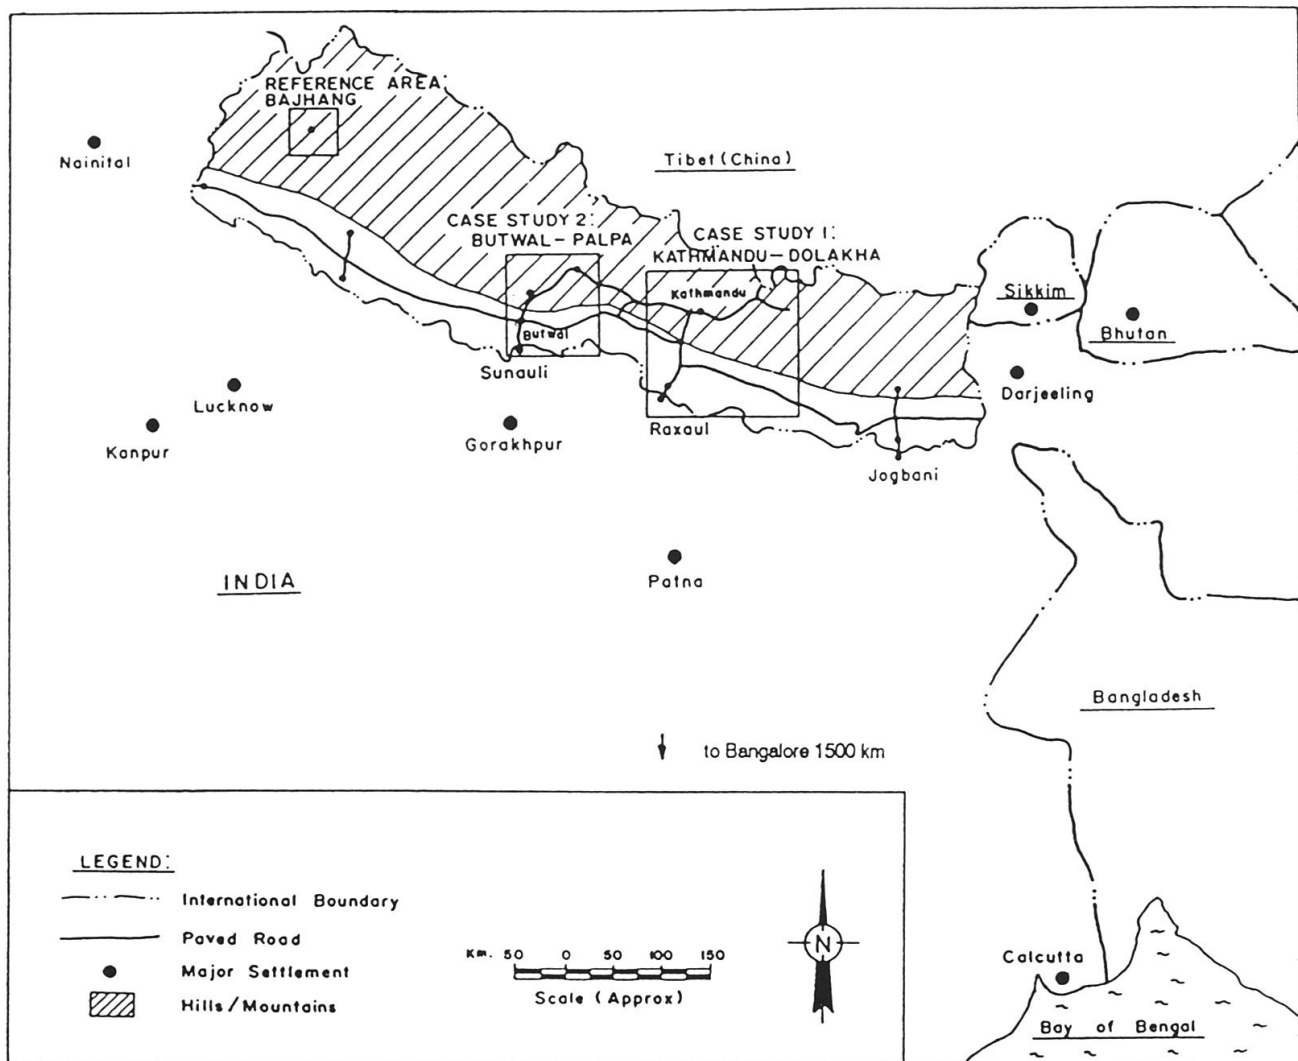 REFERENCE AREA:
BAJHANG
Nainital
Tibet (China)
CASE STUDY 2:
BUTWAL-PALPA
CASE STUDY 1:
KATHMANDU-DOLAKHA
Kathmandu
Sikkim
Bhutan
Butwal
Sunauli
Darjeeling
Lucknow
Kanpur
Gorakhpur
Raxaul
Jogbani
Patna
INDIA
Bangladesh
to Bangalore 1500 km
LEGEND:
International Boundary
Paved Road
Major Settlement
Hills/Mountains
Km. 50 0 50 100 150
Scale (Approx)
N
Calcutta
Bay of Bengal